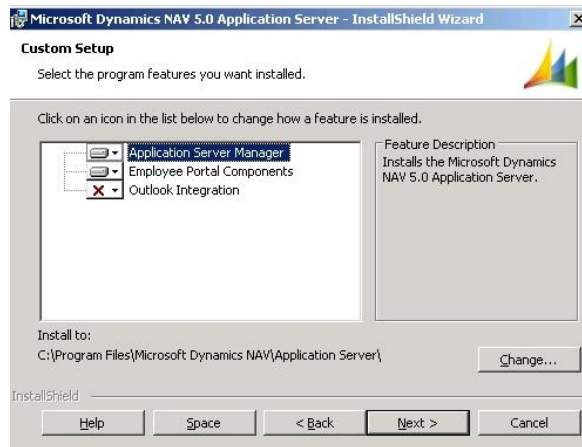 Microsoft Dynamics NAV 5.0 Application Server - InstallShield Wizard
Custom Setup
Select the program features you want installed.
Click on an icon in the list below to change how a feature is installed.
Application Server Manager
Employee Portal Components
Outlook Integration
Feature Description
Installs the Microsoft Dynamics
NAV 5.0 Application Server.
Install to:
C:\Program Files\Microsoft Dynamics NAV\Application Server\
Change...
InstallShield
Help
Space
< Back
Next >
Cancel